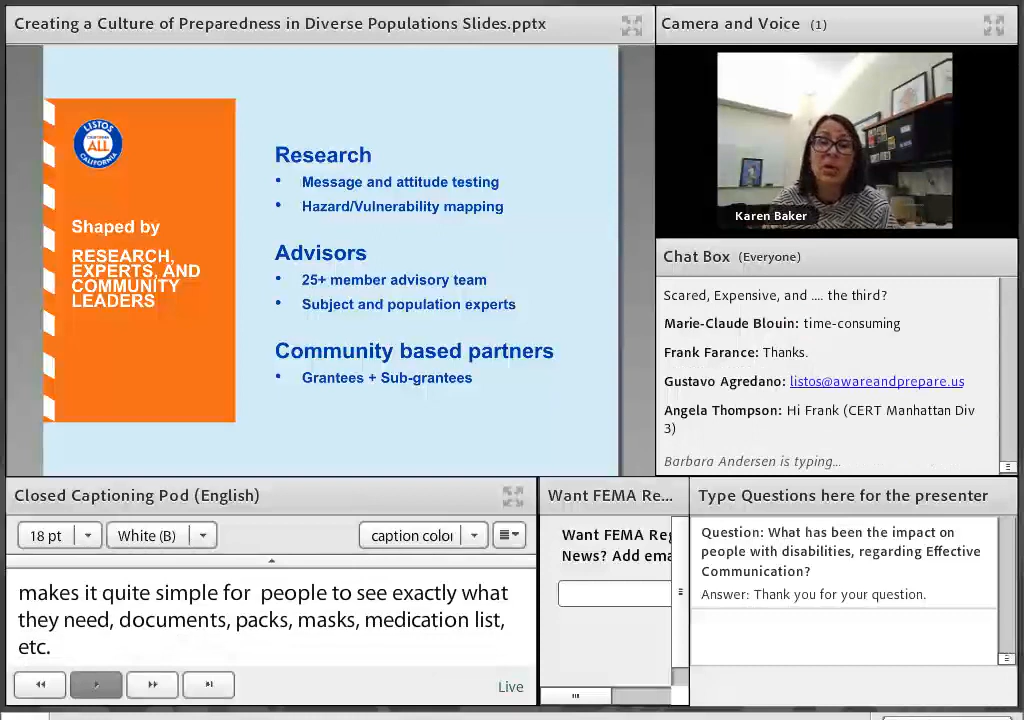 Creating a Culture of Preparedness in Diverse Populations Slides.pptx
LISTOS
CALIFORNIA
ALL
CALIFORNIA
Shaped by
RESEARCH,
EXPERTS, AND
COMMUNITY
LEADERS
Research
• Message and attitude testing
• Hazard/Vulnerability mapping
Advisors
• 25+ member advisory team
• Subject and population experts
Community based partners
• Grantees + Sub-grantees
Camera and Voice (1)
Karen Baker
Chat Box (Everyone)
Scared, Expensive, and .... the third?
Marie-Claude Blouin: time-consuming
Frank Farance: Thanks.
Gustavo Agredano: listos@awareandprepare.us
Angela Thompson: Hi Frank (CERT Manhattan Div
3)
Barbara Andersen is typing...
Closed Captioning Pod (English)
18 pt
White (B)
caption color
makes it quite simple for people to see exactly what
they need, documents, packs, masks, medication list,
etc.
Live
Want FEMA Re...
Want FEMA Reg
News? Add ema
Type Questions here for the presenter
Question: What has been the impact on
people with disabilities, regarding Effective
Communication?
Answer: Thank you for your question.